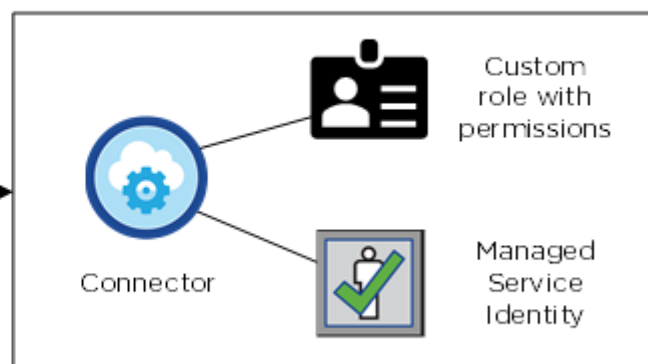 Custom
role with
permissions
Connector
Managed
Service
Identity